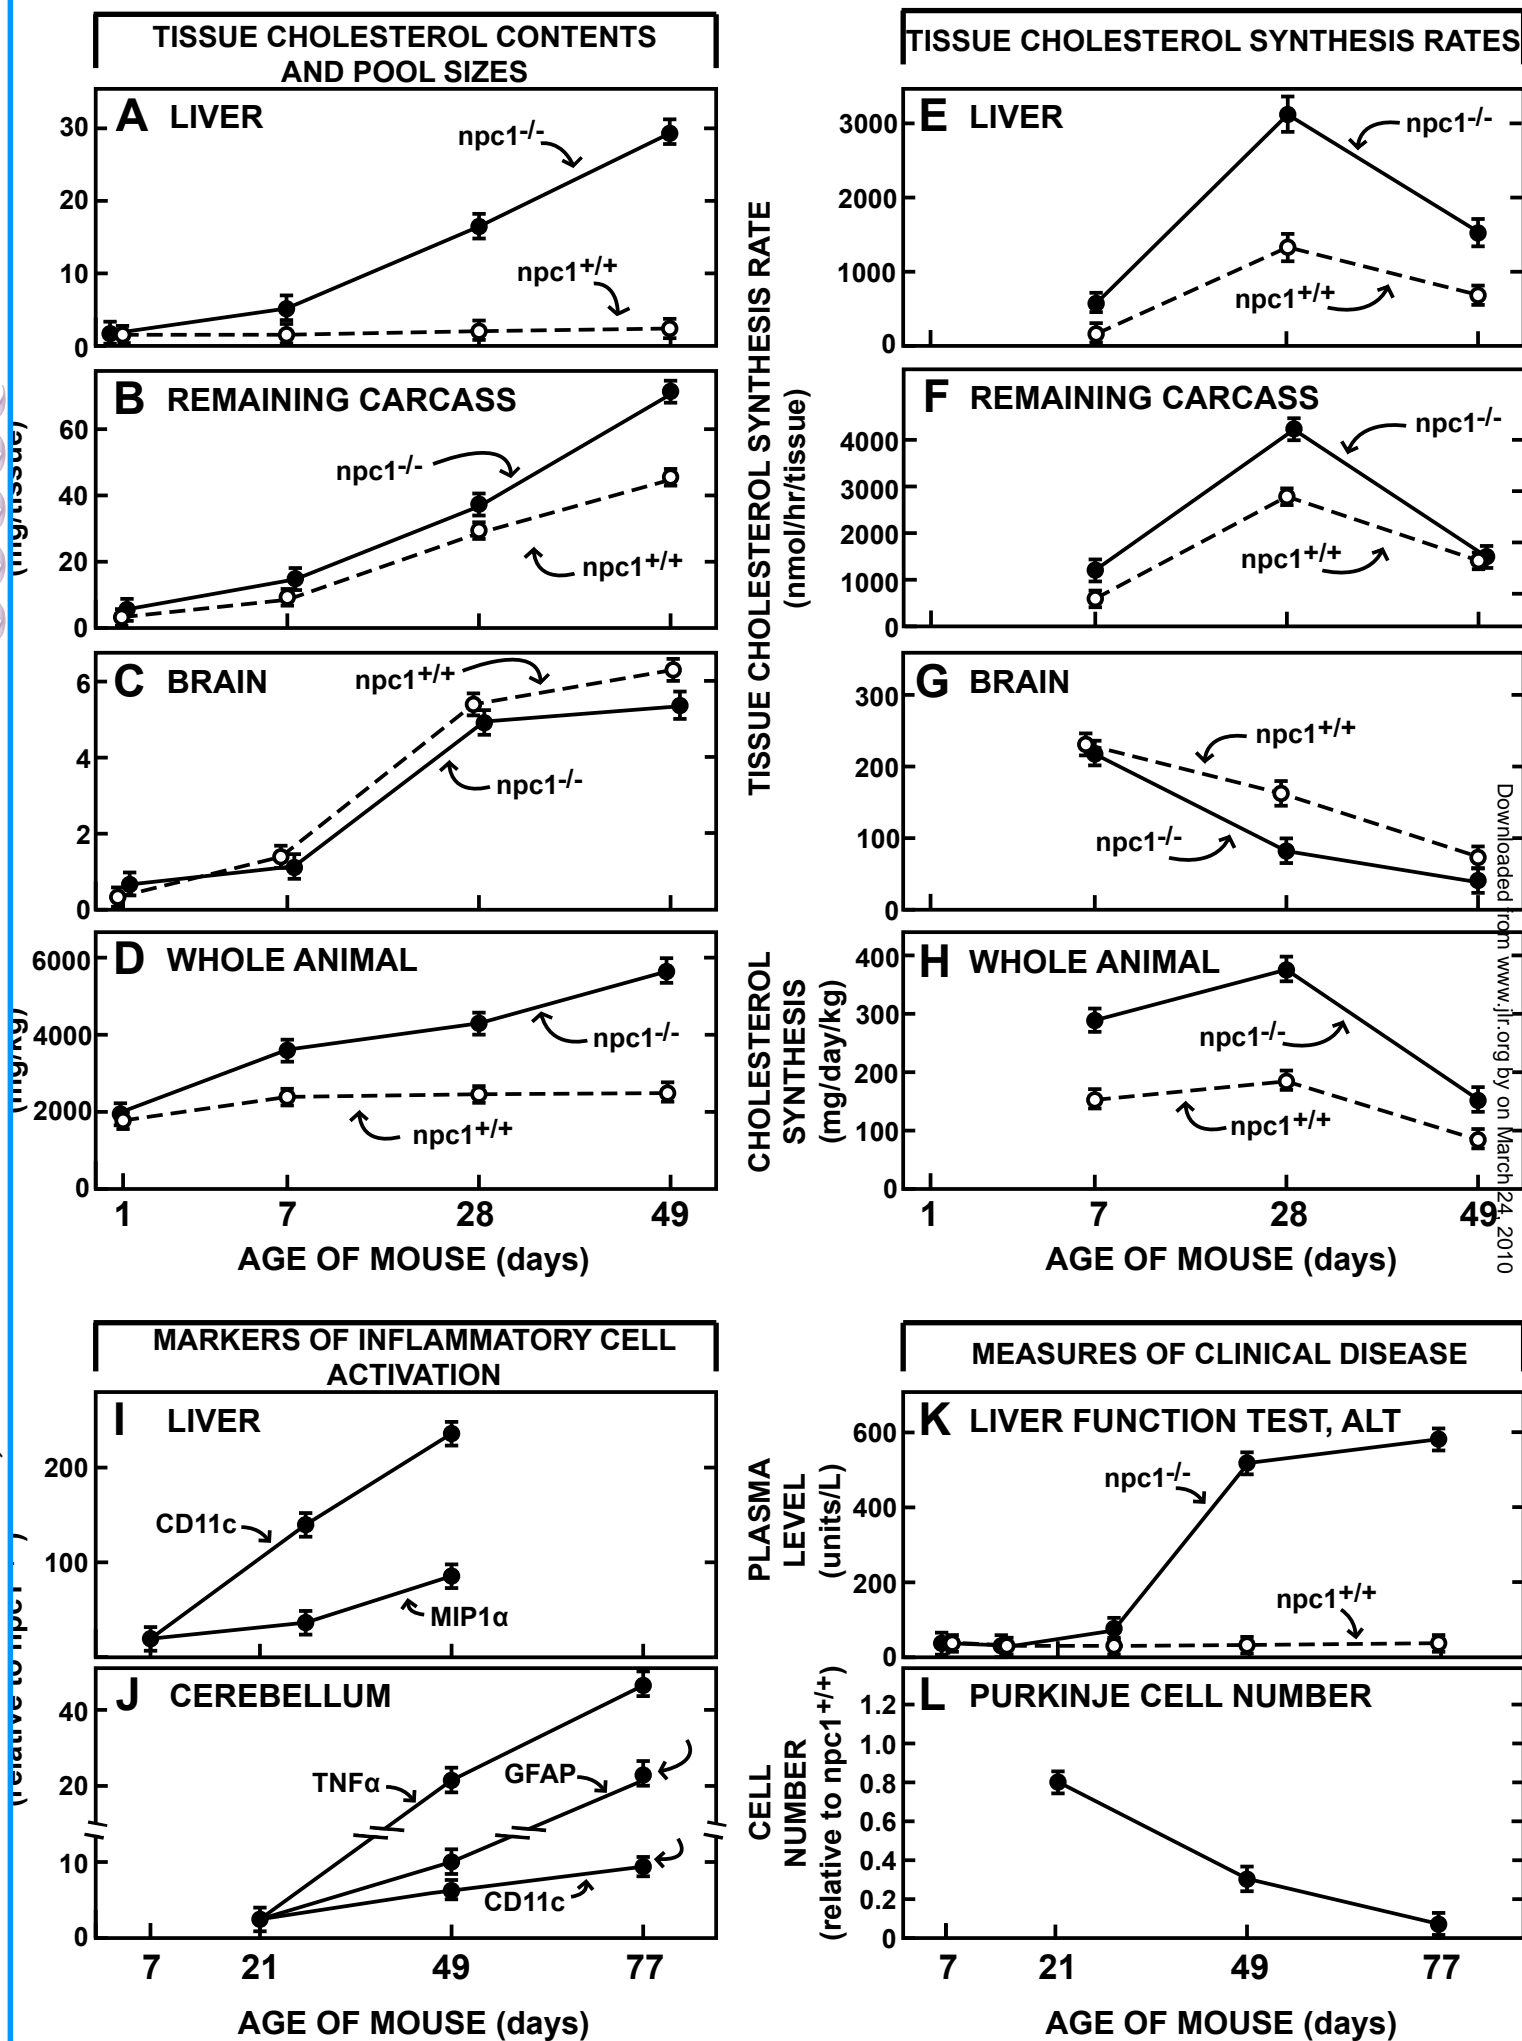 TISSUE CHOLESTEROL CONTENTS
AND POOL SIZES
A LIVER
npc1-/-
npc1+/+
30
20
10
0
B REMAINING CARCASS
npc1-/-
npc1+/+
60
40
20
0
(mg/tissue)
C BRAIN
npc1+/+
npc1-/-
6
4
2
0
D WHOLE ANIMAL
npc1-/-
npc1+/+
6000
4000
2000
0
(mg/kg)
1 7 28 49
AGE OF MOUSE (days)
TISSUE CHOLESTEROL SYNTHESIS RATES
TISSUE CHOLESTEROL SYNTHESIS RATE
(nmol/hr/tissue)
E LIVER
npc1-/-
npc1+/+
3000
2000
1000
0
F REMAINING CARCASS
npc1-/-
npc1+/+
4000
3000
2000
1000
0
G BRAIN
npc1+/+
npc1-/-
300
200
100
0
CHOLESTEROL
SYNTHESIS
(mg/day/kg)
H WHOLE ANIMAL
npc1-/-
npc1+/+
400
300
200
100
0
1 7 28 49
AGE OF MOUSE (days)
Downloaded from www.jlr.org by on March 24, 2010
MARKERS OF INFLAMMATORY CELL
ACTIVATION
I LIVER
CD11c
MIP1α
200
100
J CEREBELLUM
TNFα
GFAP
CD11c
40
20
10
0
7 21 49 77
AGE OF MOUSE (days)
MEASURES OF CLINICAL DISEASE
PLASMA
LEVEL
(units/L)
K LIVER FUNCTION TEST, ALT
npc1-/-
npc1+/+
600
400
200
0
CELL
NUMBER
(relative to npc1+/+)
L PURKINJE CELL NUMBER
1.2
1.0
0.8
0.6
0.4
0.2
0
7 21 49 77
AGE OF MOUSE (days)